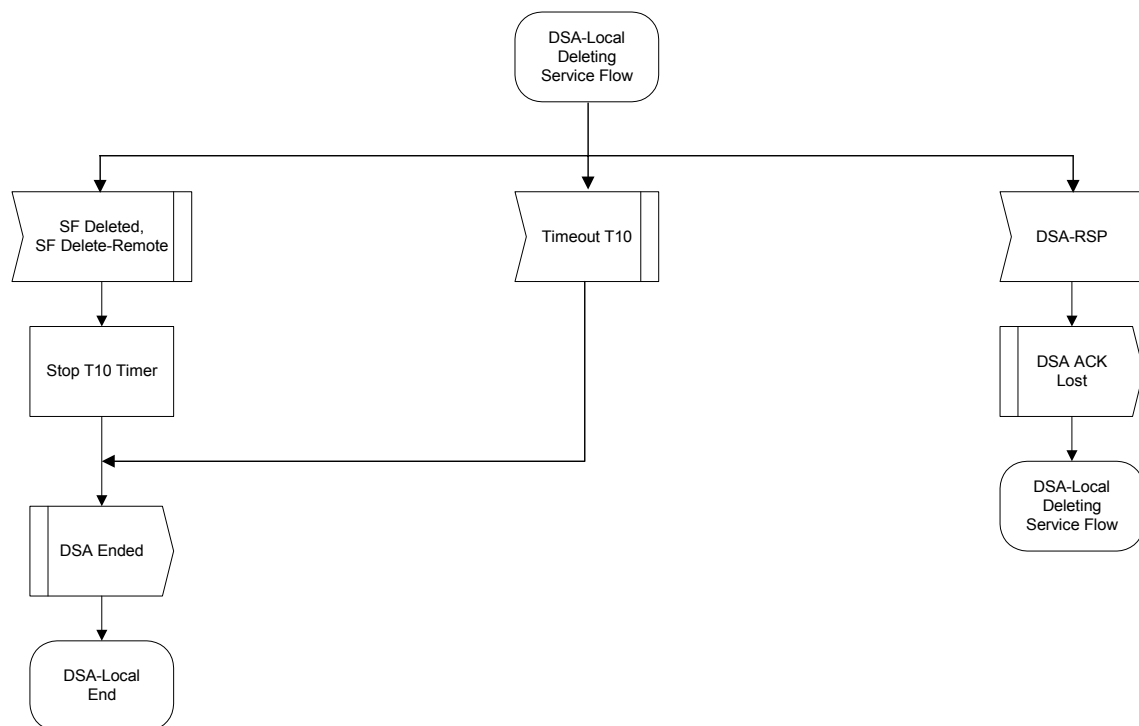 DSA-Local
Deleting
Service Flow
SF Deleted,
SF Delete-Remote
Timeout T10
DSA-RSP
Stop T10 Timer
DSA ACK
Lost
DSA-Local
Deleting
Service Flow
DSA Ended
DSA-Local
End